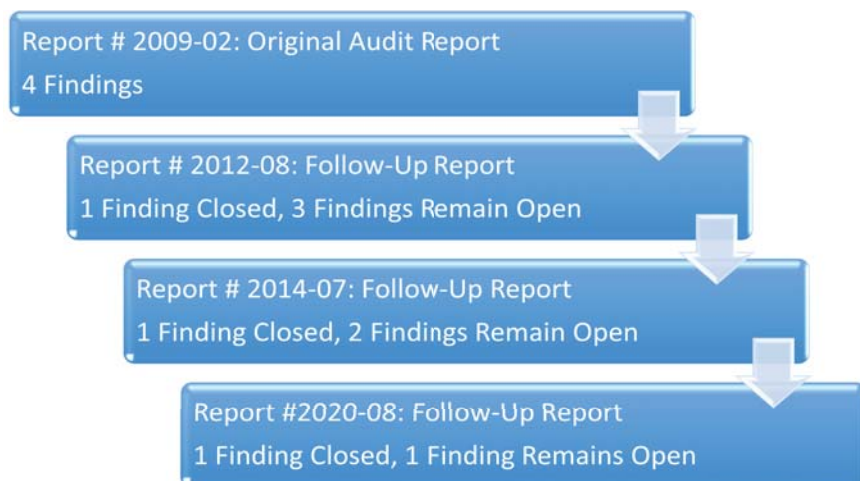 Report # 2009-02: Original Audit Report
4 Findings
Report # 2012-08: Follow-Up Report
1 Finding Closed, 3 Findings Remain Open
Report # 2014-07: Follow-Up Report
1 Finding Closed, 2 Findings Remain Open
Report #2020-08: Follow-Up Report
1 Finding Closed, 1 Finding Remains Open